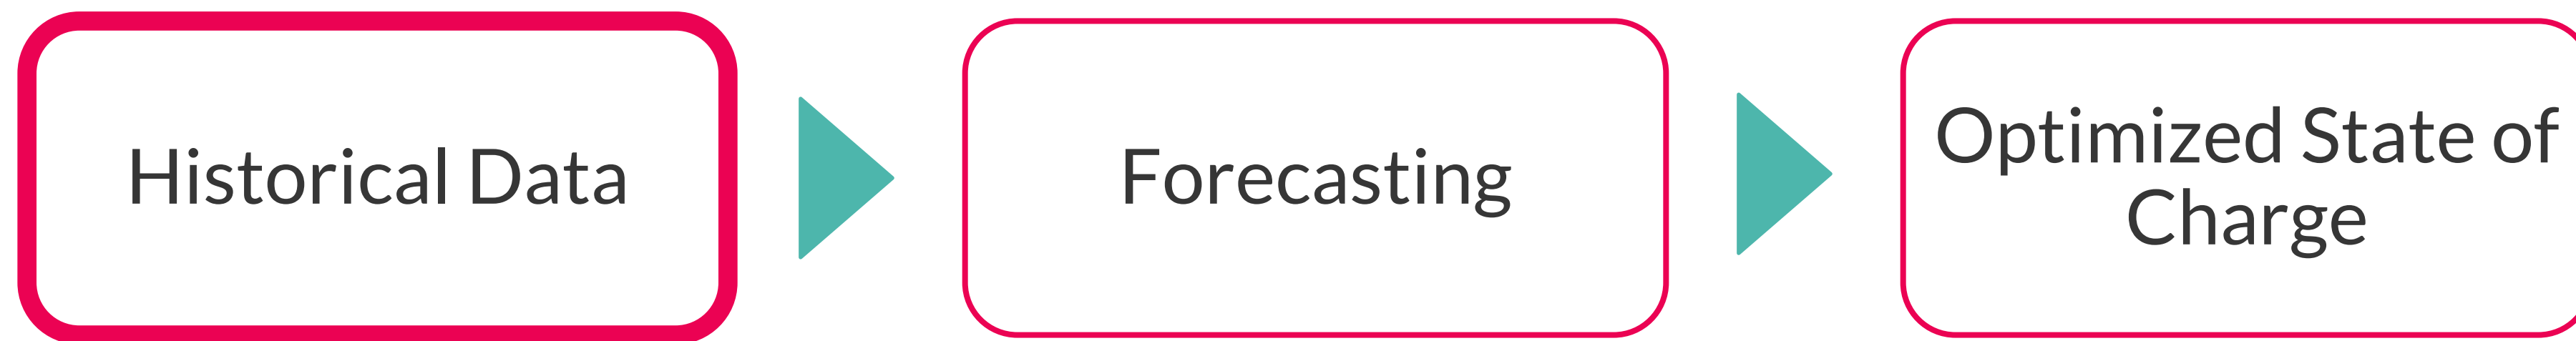 Historical Data
Forecasting
Optimized State of
Charge